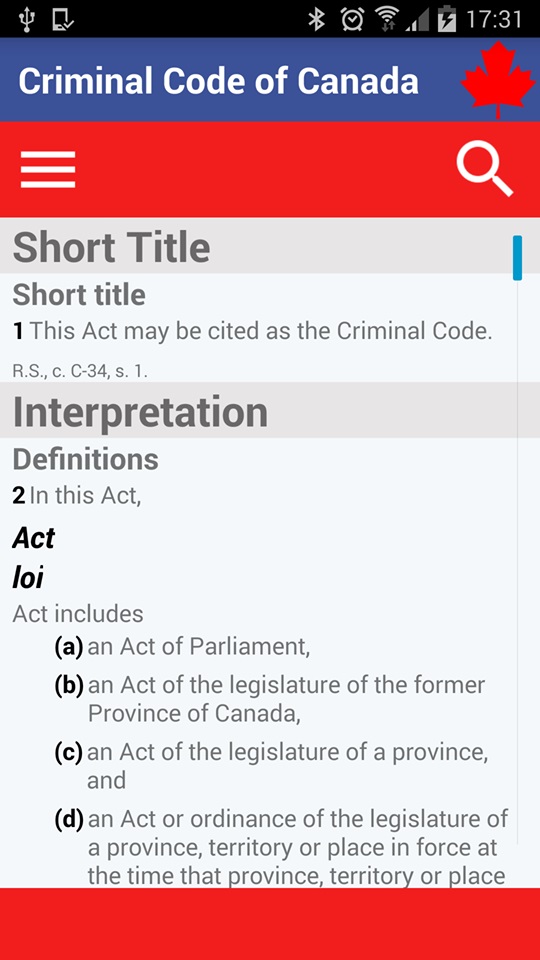 17:31
Criminal Code of Canada
Short Title
Short title
1 This Act may be cited as the Criminal Code.
R.S., c. C-34, s. 1.
Interpretation
Definitions
2 In this Act,
Act
loi
Act includes
(a) an Act of Parliament,
(b) an Act of the legislature of the former
Province of Canada,
(c) an Act of the legislature of a province,
and
(d) an Act or ordinance of the legislature of
a province, territory or place in force at
the time that province, territory or place